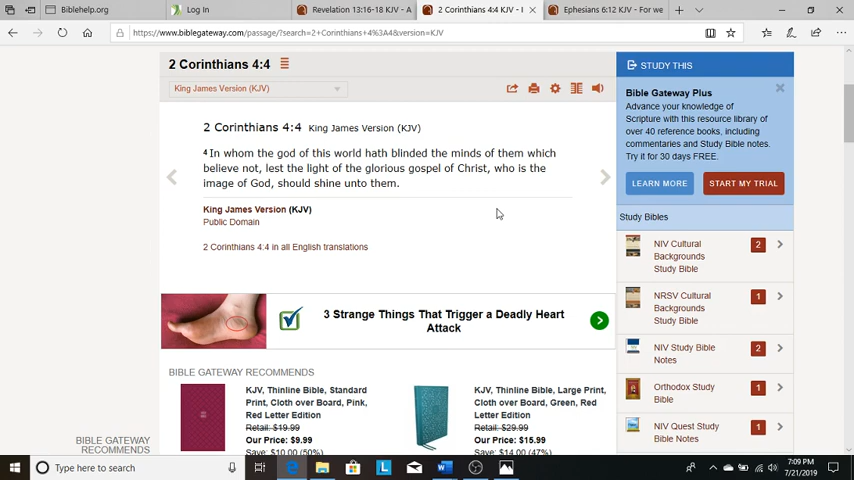 Biblehelp.org
Log In
Revelation 13:16-18 KJV - A
2 Corinthians 4:4 KJV - I
Ephesians 6:12 KJV - For we
https://www.biblegateway.com/passage/?search=2+Corinthians+4%3A4&version=KJV
2 Corinthians 4:4
King James Version (KJV)
2 Corinthians 4:4 King James Version (KJV)
4 In whom the god of this world hath blinded the minds of them which
believe not, lest the light of the glorious gospel of Christ, who is the
image of God, should shine unto them.
King James Version (KJV)
Public Domain
2 Corinthians 4:4 in all English translations
3 Strange Things That Trigger a Deadly Heart
Attack
BIBLE GATEWAY RECOMMENDS
KJV, Thinline Bible, Standard
Print, Cloth over Board, Pink,
Red Letter Edition
Retail: $19.99
Our Price: $9.99
Save: $10.00 (50%)
KJV, Thinline Bible, Large Print,
Cloth over Board, Green, Red
Letter Edition
Retail: $29.99
Our Price: $15.99
Save: $14.00 (47%)
BIBLE GATEWAY
RECOMMENDS
STUDY THIS
Bible Gateway Plus
Advance your knowledge of
Scripture with this resource library of
over 40 reference books, including
commentaries and Study Bible notes.
Try it for 30 days FREE.
LEARN MORE
START MY TRIAL
Study Bibles
NIV Cultural
Backgrounds
Study Bible
2
NRSV Cultural
Backgrounds
Study Bible
1
NIV Study Bible
Notes
2
Orthodox Study
Bible
1
NIV Quest Study
Bible Notes
1
Type here to search
7:09 PM
7/21/2019